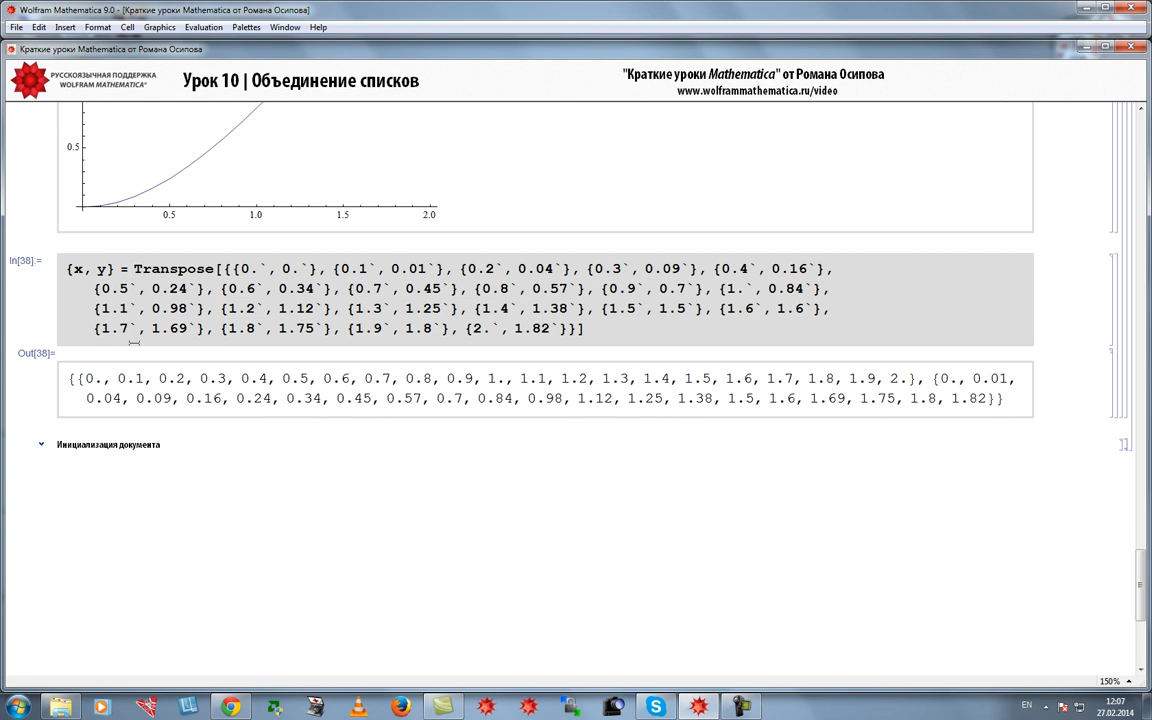 Wolfram Mathematica 9.0 - [Краткие уроки Mathematica от Романа Осипова]
File Edit Insert Format Cell Graphics Evaluation Palettes Window Help
Краткие уроки Mathematica от Романа Осипова
РУССКОЯЗЫЧНАЯ ПОДДЕРЖКА
WOLFRAM MATHEMATICA®
Урок 10 | Объединение списков
"Краткие уроки Mathematica" от Романа Осипова
www.wolframmathematica.ru/video
0.5
0.5 1.0 1.5 2.0
In[38]:=
{x, y} = Transpose[{{0.`, 0.`}, {0.1`, 0.01`}, {0.2`, 0.04`}, {0.3`, 0.09`}, {0.4`, 0.16`},
{0.5`, 0.24`}, {0.6`, 0.34`}, {0.7`, 0.45`}, {0.8`, 0.57`}, {0.9`, 0.7`}, {1.`, 0.84`},
{1.1`, 0.98`}, {1.2`, 1.12`}, {1.3`, 1.25`}, {1.4`, 1.38`}, {1.5`, 1.5`}, {1.6`, 1.6`},
{1.7`, 1.69`}, {1.8`, 1.75`}, {1.9`, 1.8`}, {2.`, 1.82`}}]
Out[38]=
{{0., 0.1, 0.2, 0.3, 0.4, 0.5, 0.6, 0.7, 0.8, 0.9, 1., 1.1, 1.2, 1.3, 1.4, 1.5, 1.6, 1.7, 1.8, 1.9, 2.}, {0., 0.01,
0.04, 0.09, 0.16, 0.24, 0.34, 0.45, 0.57, 0.7, 0.84, 0.98, 1.12, 1.25, 1.38, 1.5, 1.6, 1.69, 1.75, 1.8, 1.82}}
Инициализация документа
150%
EN
12:07
27.02.2014